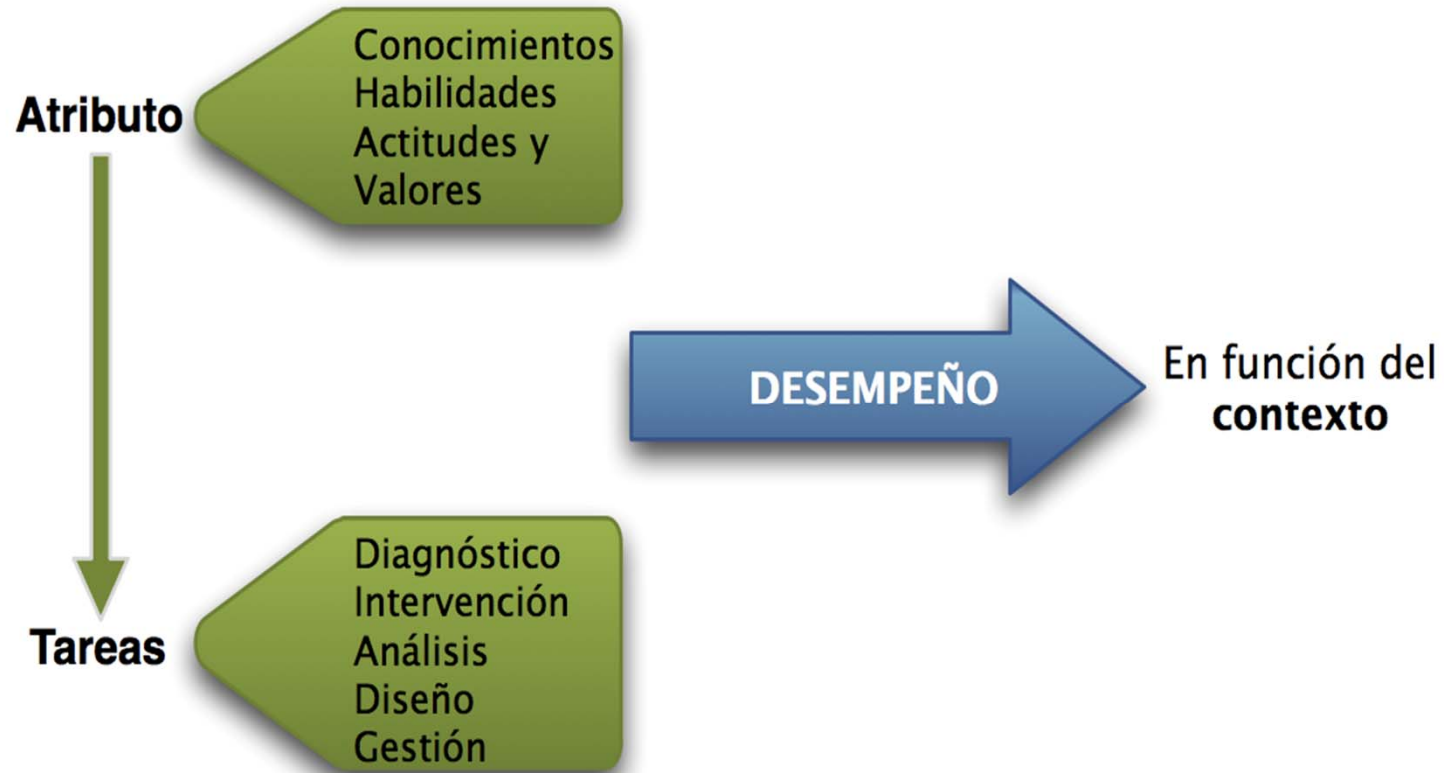 Atributo
Conocimientos
Habilidades
Actitudes y
Valores
DESEMPEÑO
En función del
contexto
Tareas
Diagnóstico
Intervención
Análisis
Diseño
Gestión